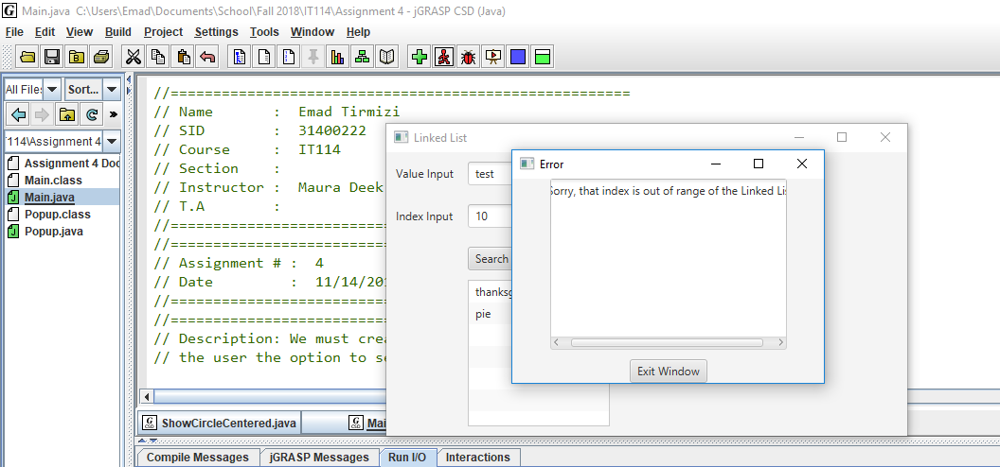 Main.java C:\Users\Emad\Documents\School\Fall 2018\IT114\Assignment 4 - jGRASP CSD (Java)
File Edit View Build Project Settings Tools Window Help
All File Sort...
114\Assignment 4
Assignment 4 Doc
Main.class
Main.java
Popup.class
Popup.java
//======================================================
// Name : Emad Tirmizi
// SID : 31400222
// Course : IT114
// Section :
// Instructor : Maura Deek
// T.A :
//============================
//============================
// Assignment # : 4
// Date : 11/14/201
//============================
//============================
// Description: We must crea
// the user the option to se
Linked List
Value Input test
Index Input 10
Search
thanksg
pie
Error
Sorry, that index is out of range of the Linked Lis
Exit Window
ShowCircleCentered.java Mai
Compile Messages jGRASP Messages Run I/O Interactions